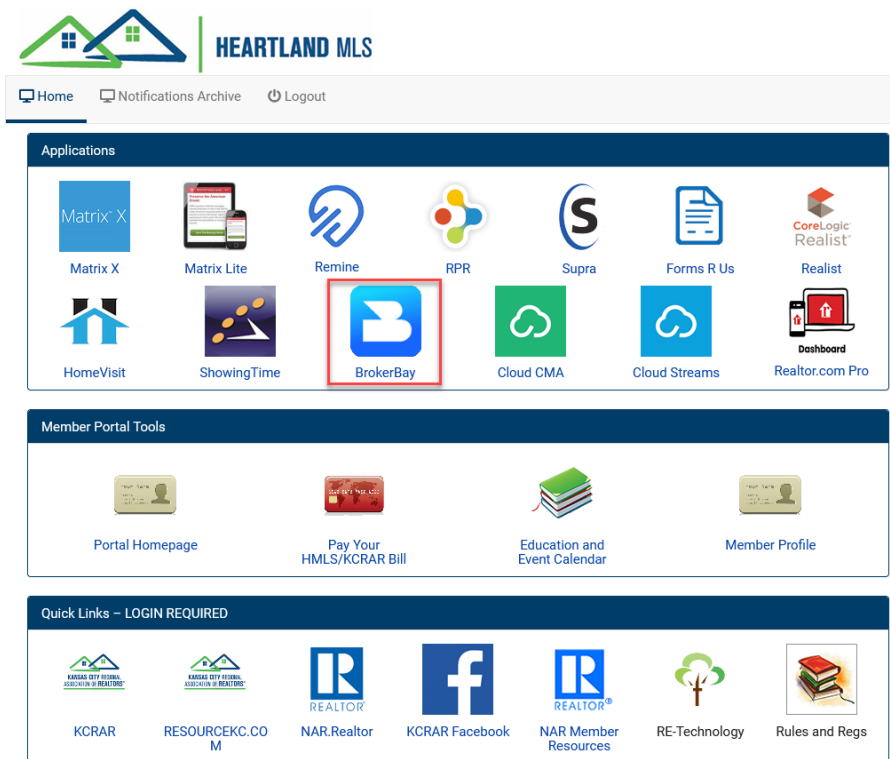 HEARTLAND MLS
Home Notifications Archive Logout
Applications
Matrix X
CoreLogic
Realist
Matrix X Matrix Lite Remine RPR Supra Forms R Us Realist
Dashboard
HomeVisit ShowingTime BrokerBay Cloud CMA Cloud Streams Realtor.com Pro
Member Portal Tools
Portal Homepage Pay Your Education and Member Profile
HMLS/KCRAR Bill Event Calendar
Quick Links – LOGIN REQUIRED
KANSAS CITY REGIONAL KANSAS CITY REGIONAL
ASSOCIATION OF REALTORS® ASSOCIATION OF REALTORS®
REALTOR REALTOR®
KCRAR RESOURCEKC.CO NAR.Realtor KCRAR Facebook NAR Member RE-Technology Rules and Regs
M Resources